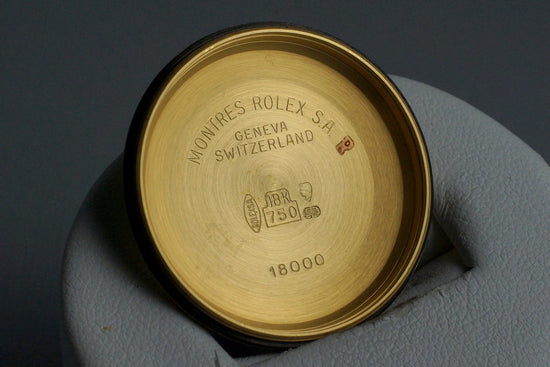 MONTRES ROLEX S.A.
B
GENEVA
SWITZERLAND
18K
750
18000